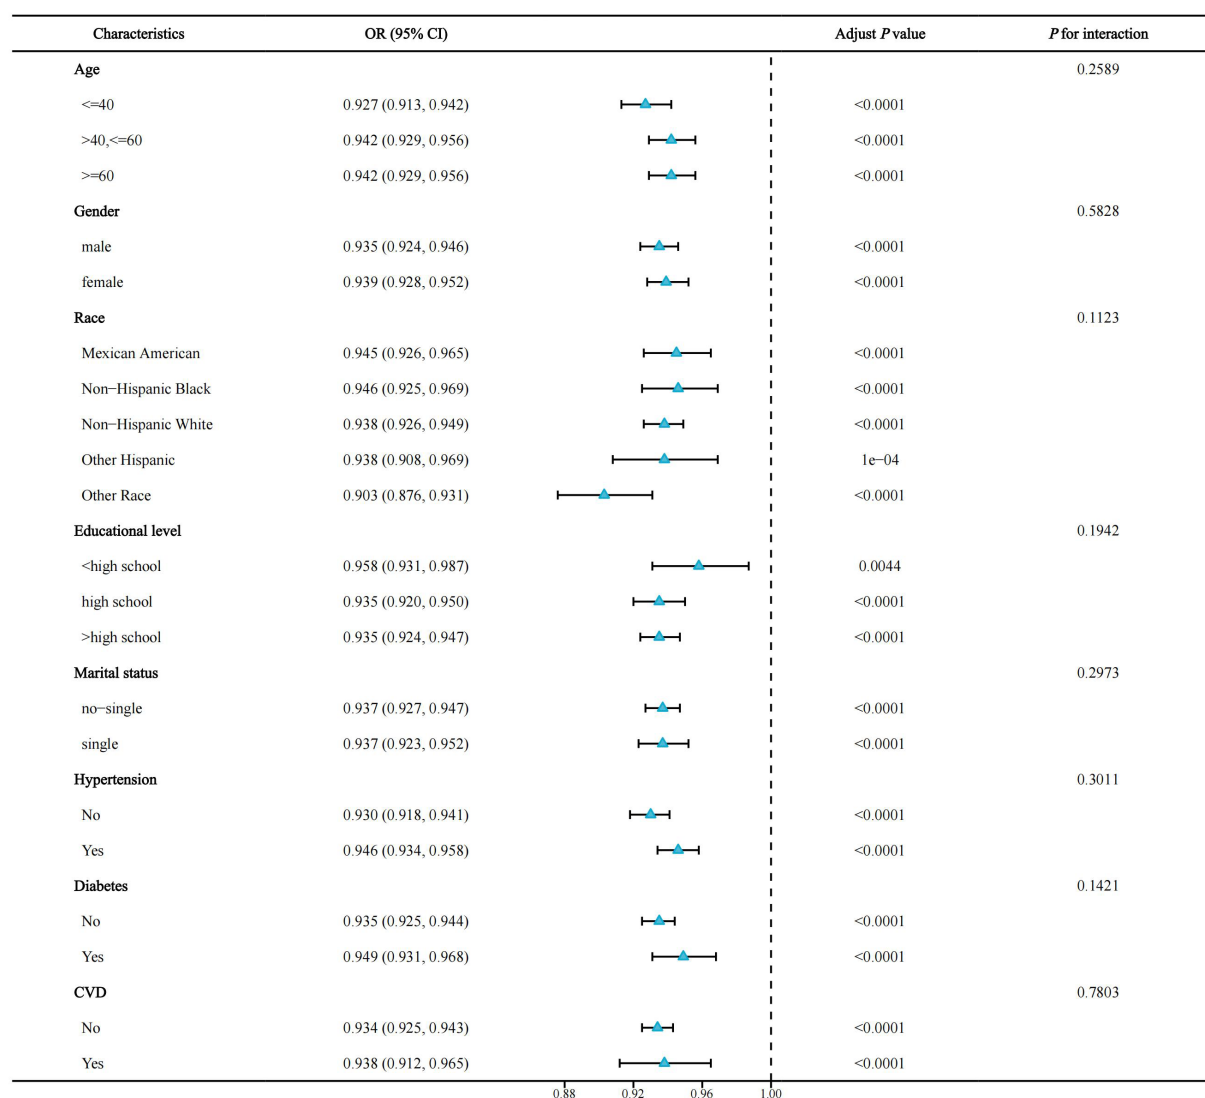 Characteristics OR (95% CI) Adjust P value P for interaction
Age 0.2589
<=40 0.927 (0.913, 0.942) <0.0001
>40,<=60 0.942 (0.929, 0.956) <0.0001
>=60 0.942 (0.929, 0.956) <0.0001
Gender 0.5828
male 0.935 (0.924, 0.946) <0.0001
female 0.939 (0.928, 0.952) <0.0001
Race 0.1123
Mexican American 0.945 (0.926, 0.965) <0.0001
Non−Hispanic Black 0.946 (0.925, 0.969) <0.0001
Non−Hispanic White 0.938 (0.926, 0.949) <0.0001
Other Hispanic 0.938 (0.908, 0.969) 1e−04
Other Race 0.903 (0.876, 0.931) <0.0001
Educational level 0.1942
<high school 0.958 (0.931, 0.987) 0.0044
high school 0.935 (0.920, 0.950) <0.0001
>high school 0.935 (0.924, 0.947) <0.0001
Marital status 0.2973
no−single 0.937 (0.927, 0.947) <0.0001
single 0.937 (0.923, 0.952) <0.0001
Hypertension 0.3011
No 0.930 (0.918, 0.941) <0.0001
Yes 0.946 (0.934, 0.958) <0.0001
Diabetes 0.1421
No 0.935 (0.925, 0.944) <0.0001
Yes 0.949 (0.931, 0.968) <0.0001
CVD 0.7803
No 0.934 (0.925, 0.943) <0.0001
Yes 0.938 (0.912, 0.965) <0.0001
0.88 0.92 0.96 1.00